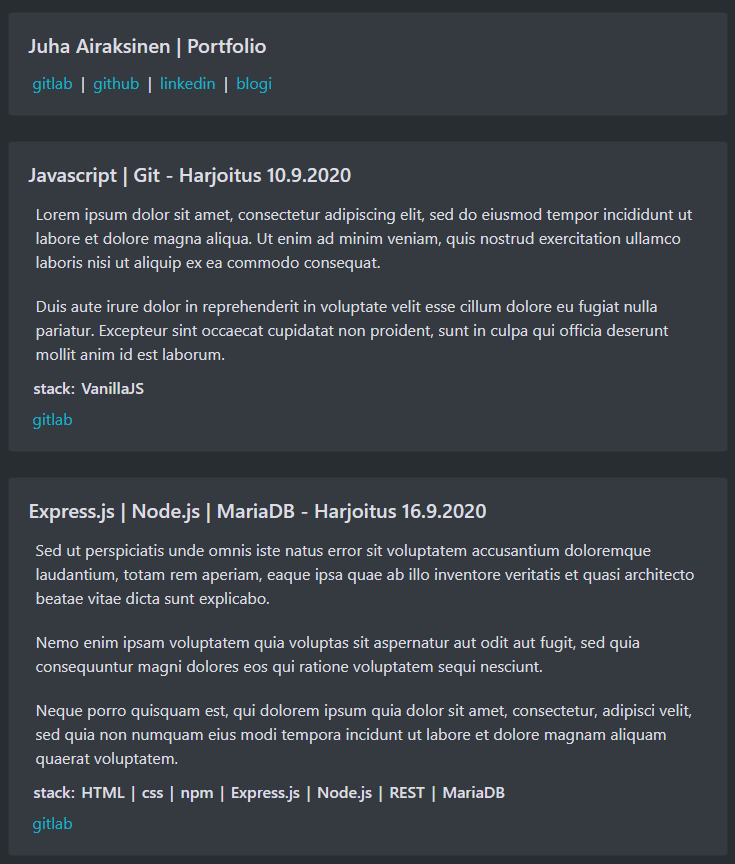 Juha Airaksinen | Portfolio
gitlab | github | linkedin | blogi
Javascript | Git - Harjoitus 10.9.2020
Lorem ipsum dolor sit amet, consectetur adipiscing elit, sed do eiusmod tempor incididunt ut
labore et dolore magna aliqua. Ut enim ad minim veniam, quis nostrud exercitation ullamco
laboris nisi ut aliquip ex ea commodo consequat.
Duis aute irure dolor in reprehenderit in voluptate velit esse cillum dolore eu fugiat nulla
pariatur. Excepteur sint occaecat cupidatat non proident, sunt in culpa qui officia deserunt
mollit anim id est laborum.
stack: VanillaJS
gitlab
Express.js | Node.js | MariaDB - Harjoitus 16.9.2020
Sed ut perspiciatis unde omnis iste natus error sit voluptatem accusantium doloremque
laudantium, totam rem aperiam, eaque ipsa quae ab illo inventore veritatis et quasi architecto
beatae vitae dicta sunt explicabo.
Nemo enim ipsam voluptatem quia voluptas sit aspernatur aut odit aut fugit, sed quia
consequuntur magni dolores eos qui ratione voluptatem sequi nesciunt.
Neque porro quisquam est, qui dolorem ipsum quia dolor sit amet, consectetur, adipisci velit,
sed quia non numquam eius modi tempora incidunt ut labore et dolore magnam aliquam
quaerat voluptatem.
stack: HTML | css | npm | Express.js | Node.js | REST | MariaDB
gitlab